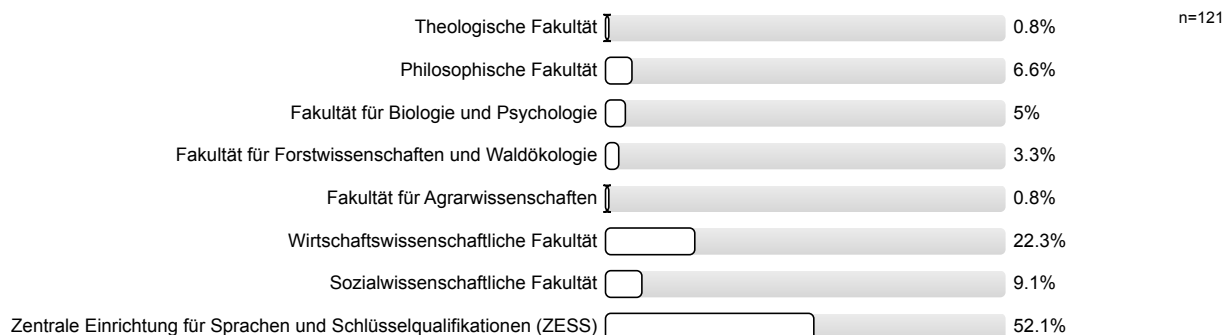 Theologische Fakultät 0.8% n=121
Philosophische Fakultät 6.6%
Fakultät für Biologie und Psychologie 5%
Fakultät für Forstwissenschaften und Waldökologie 3.3%
Fakultät für Agrarwissenschaften 0.8%
Wirtschaftswissenschaftliche Fakultät 22.3%
Sozialwissenschaftliche Fakultät 9.1%
Zentrale Einrichtung für Sprachen und Schlüsselqualifikationen (ZESS) 52.1%